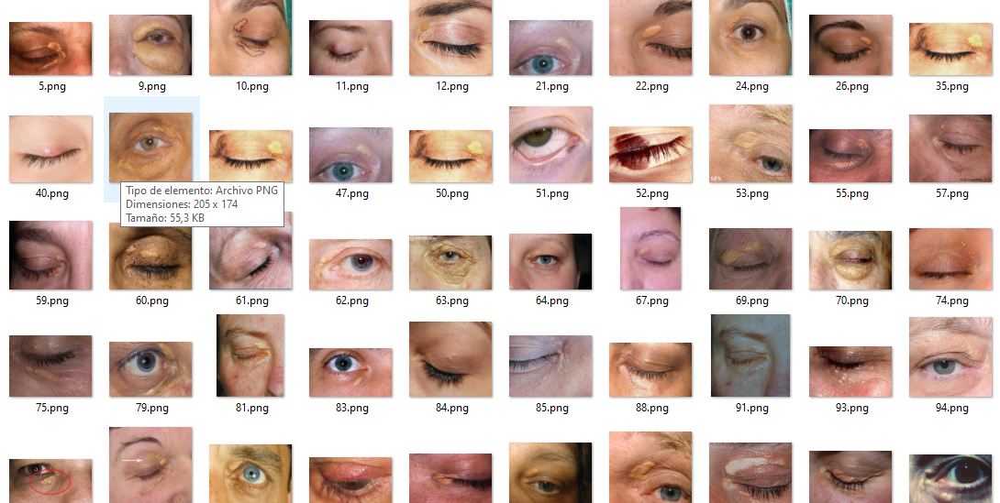 5.png 9.png 10.png 11.png 12.png 21.png 22.png 24.png 26.png 35.png
40.png 47.png 50.png 51.png 52.png 53.png 55.png 57.png
Tipo de elemento: Archivo PNG
Dimensiones: 205 x 174
Tamaño: 55,3 KB
59.png 60.png 61.png 62.png 63.png 64.png 67.png 69.png 70.png 74.png
75.png 79.png 81.png 83.png 84.png 85.png 88.png 91.png 93.png 94.png